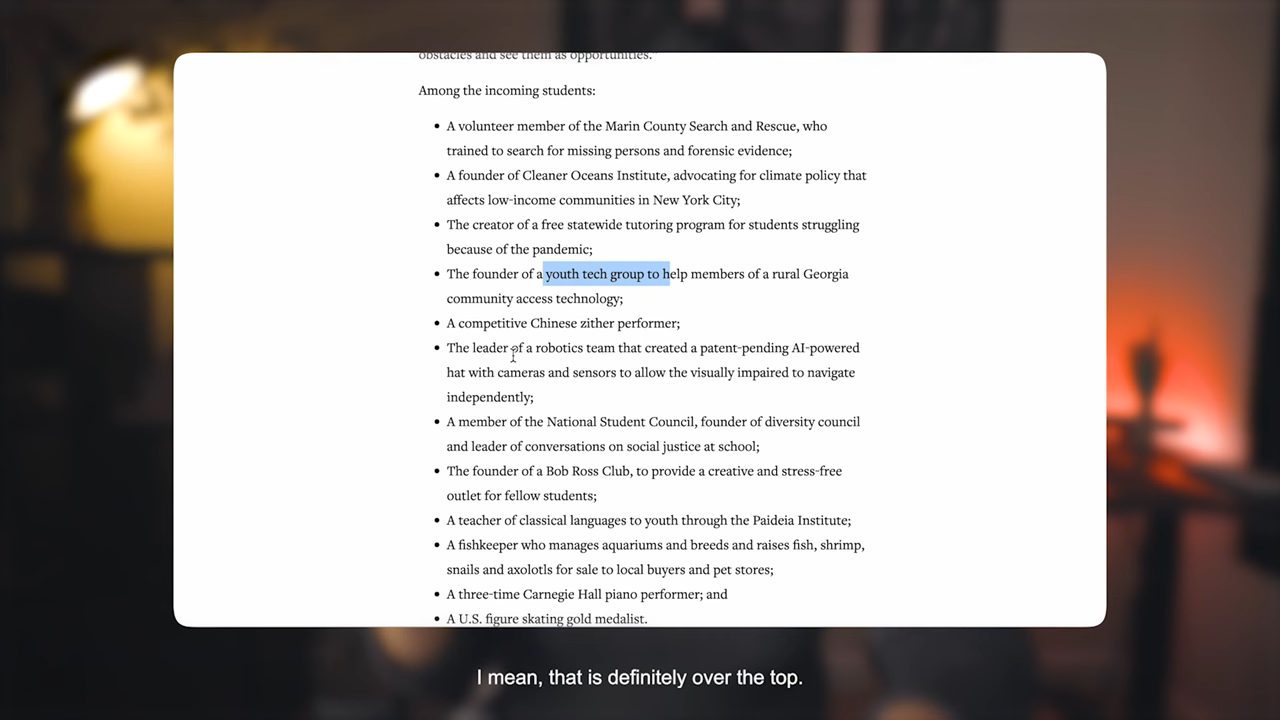 obstacles and see them as opportunities."
Among the incoming students:
• A volunteer member of the Marin County Search and Rescue, who
trained to search for missing persons and forensic evidence;
• A founder of Cleaner Oceans Institute, advocating for climate policy that
affects low-income communities in New York City;
• The creator of a free statewide tutoring program for students struggling
because of the pandemic;
• The founder of a youth tech group to help members of a rural Georgia
community access technology;
• A competitive Chinese zither performer;
• The leader of a robotics team that created a patent-pending AI-powered
hat with cameras and sensors to allow the visually impaired to navigate
independently;
• A member of the National Student Council, founder of diversity council
and leader of conversations on social justice at school;
• The founder of a Bob Ross Club, to provide a creative and stress-free
outlet for fellow students;
• A teacher of classical languages to youth through the Paideia Institute;
• A fishkeeper who manages aquariums and breeds and raises fish, shrimp,
snails and axolotls for sale to local buyers and pet stores;
• A three-time Carnegie Hall piano performer; and
• A U.S. figure skating gold medalist.
I mean, that is definitely over the top.